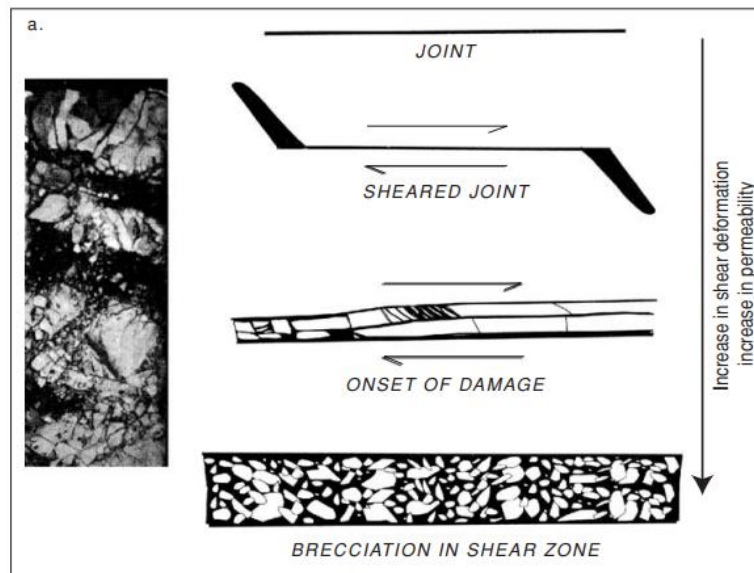 a.
JOINT
SHEARED JOINT
ONSET OF DAMAGE
BRECCIATION IN SHEAR ZONE
Increase in shear deformation
increase in permeability